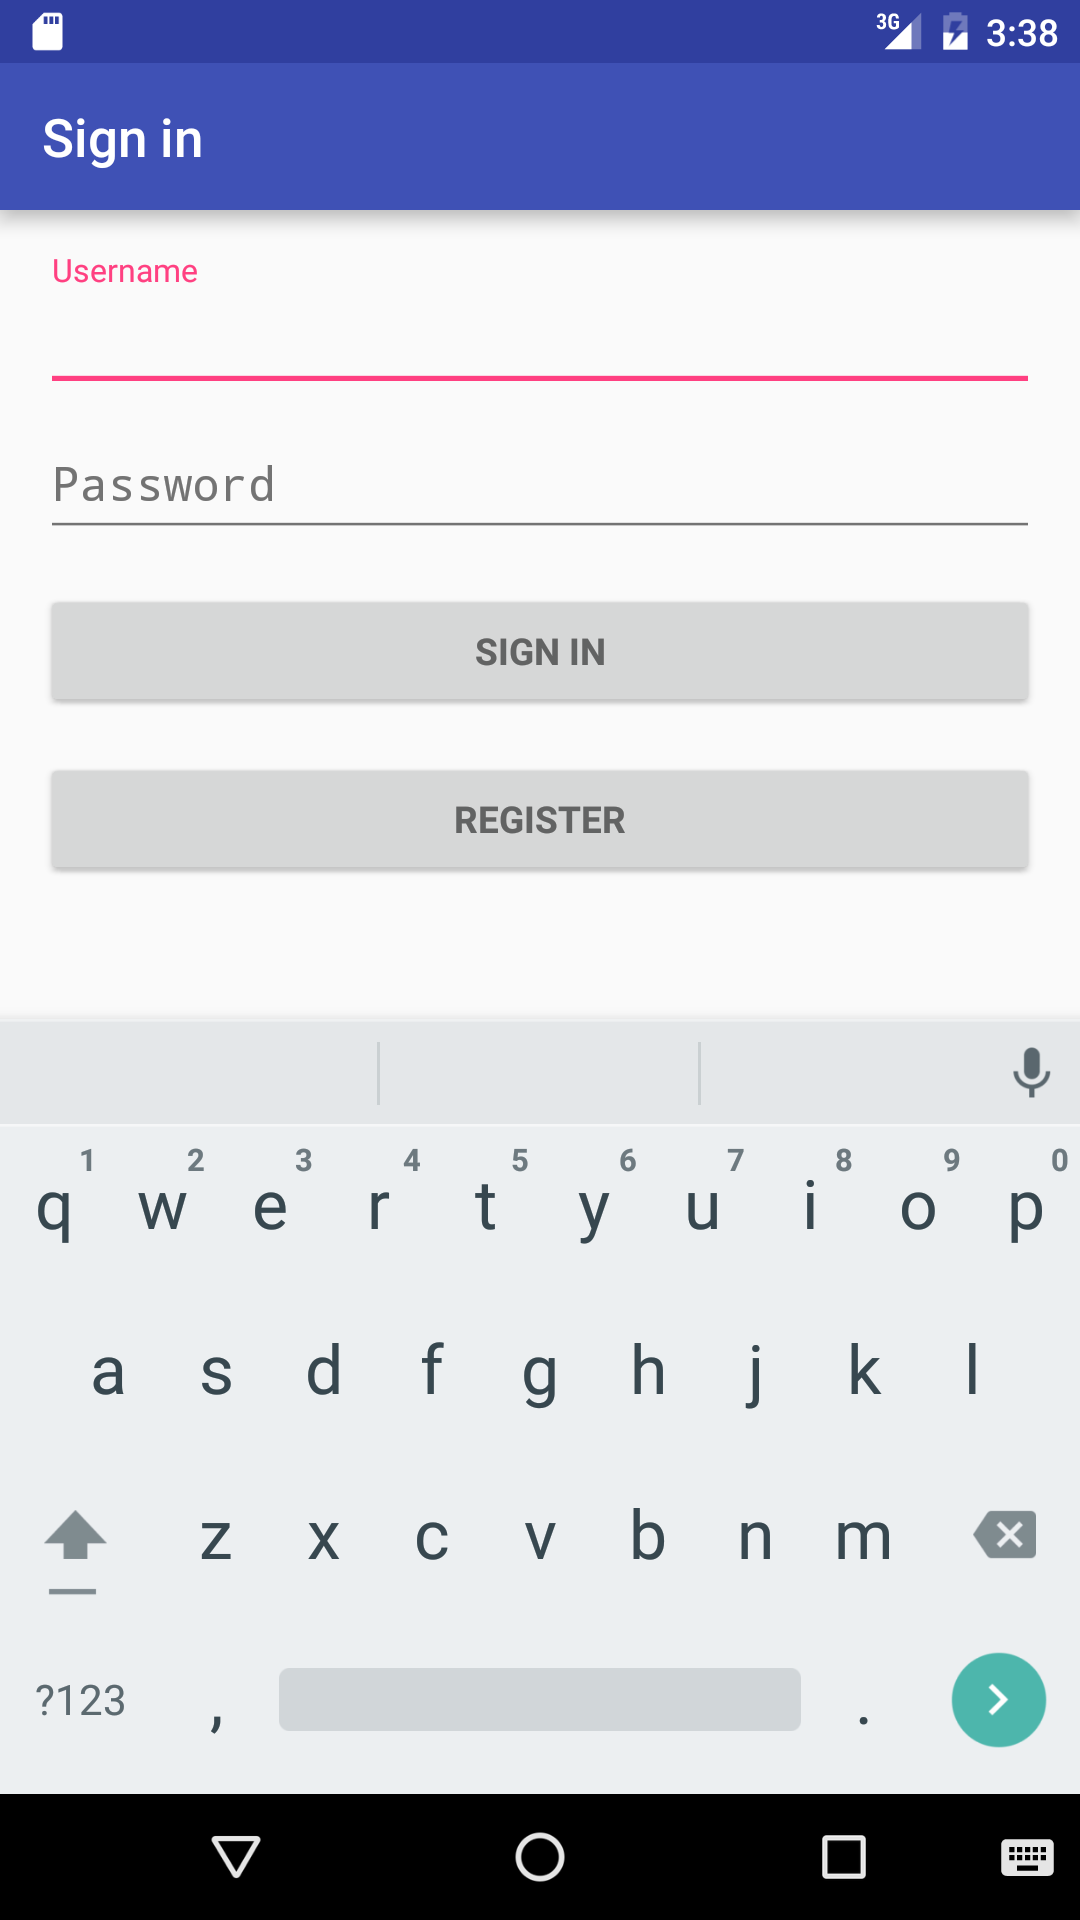 3G 3:38
Sign in
Username
Password
SIGN IN
REGISTER
1 2 3 4 5 6 7 8 9 0
q w e r t y u i o p
a s d f g h j k l
z x c v b n m
?123 , .